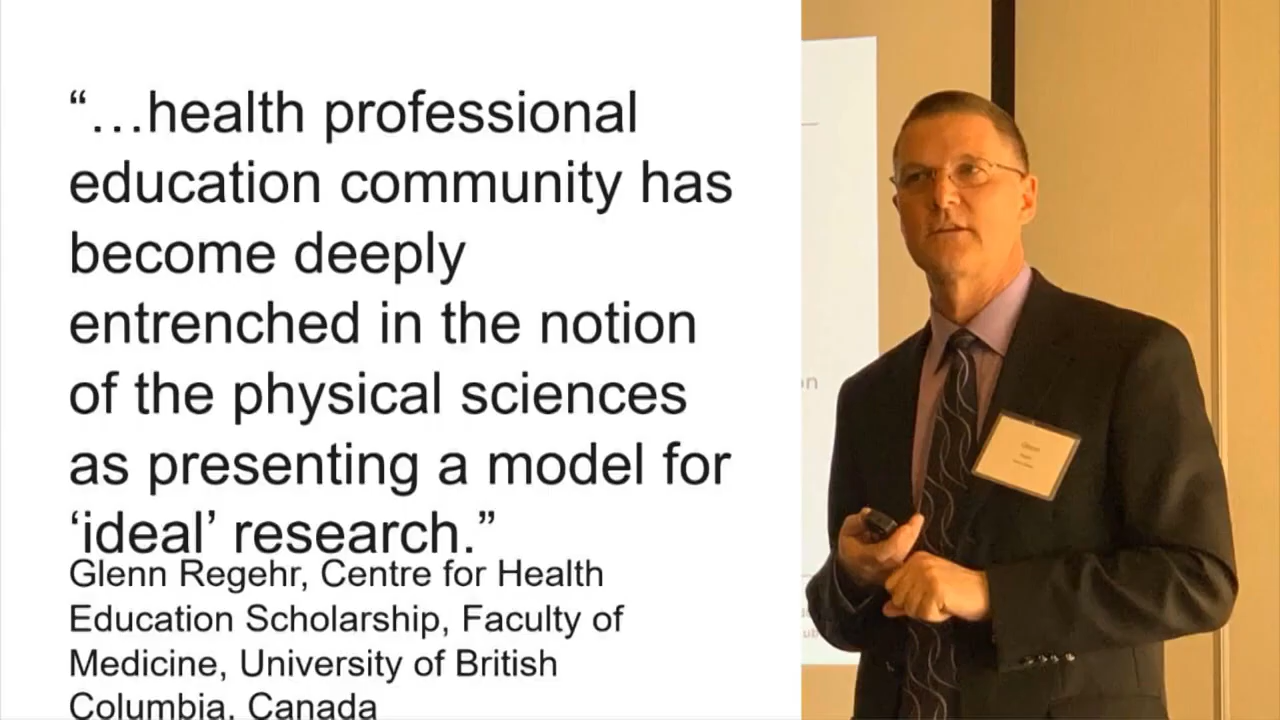 “…health professional
education community has
become deeply
entrenched in the notion
of the physical sciences
as presenting a model for
‘ideal’ research.”
Glenn Regehr, Centre for Health
Education Scholarship, Faculty of
Medicine, University of British
Columbia, Canada
Glenn